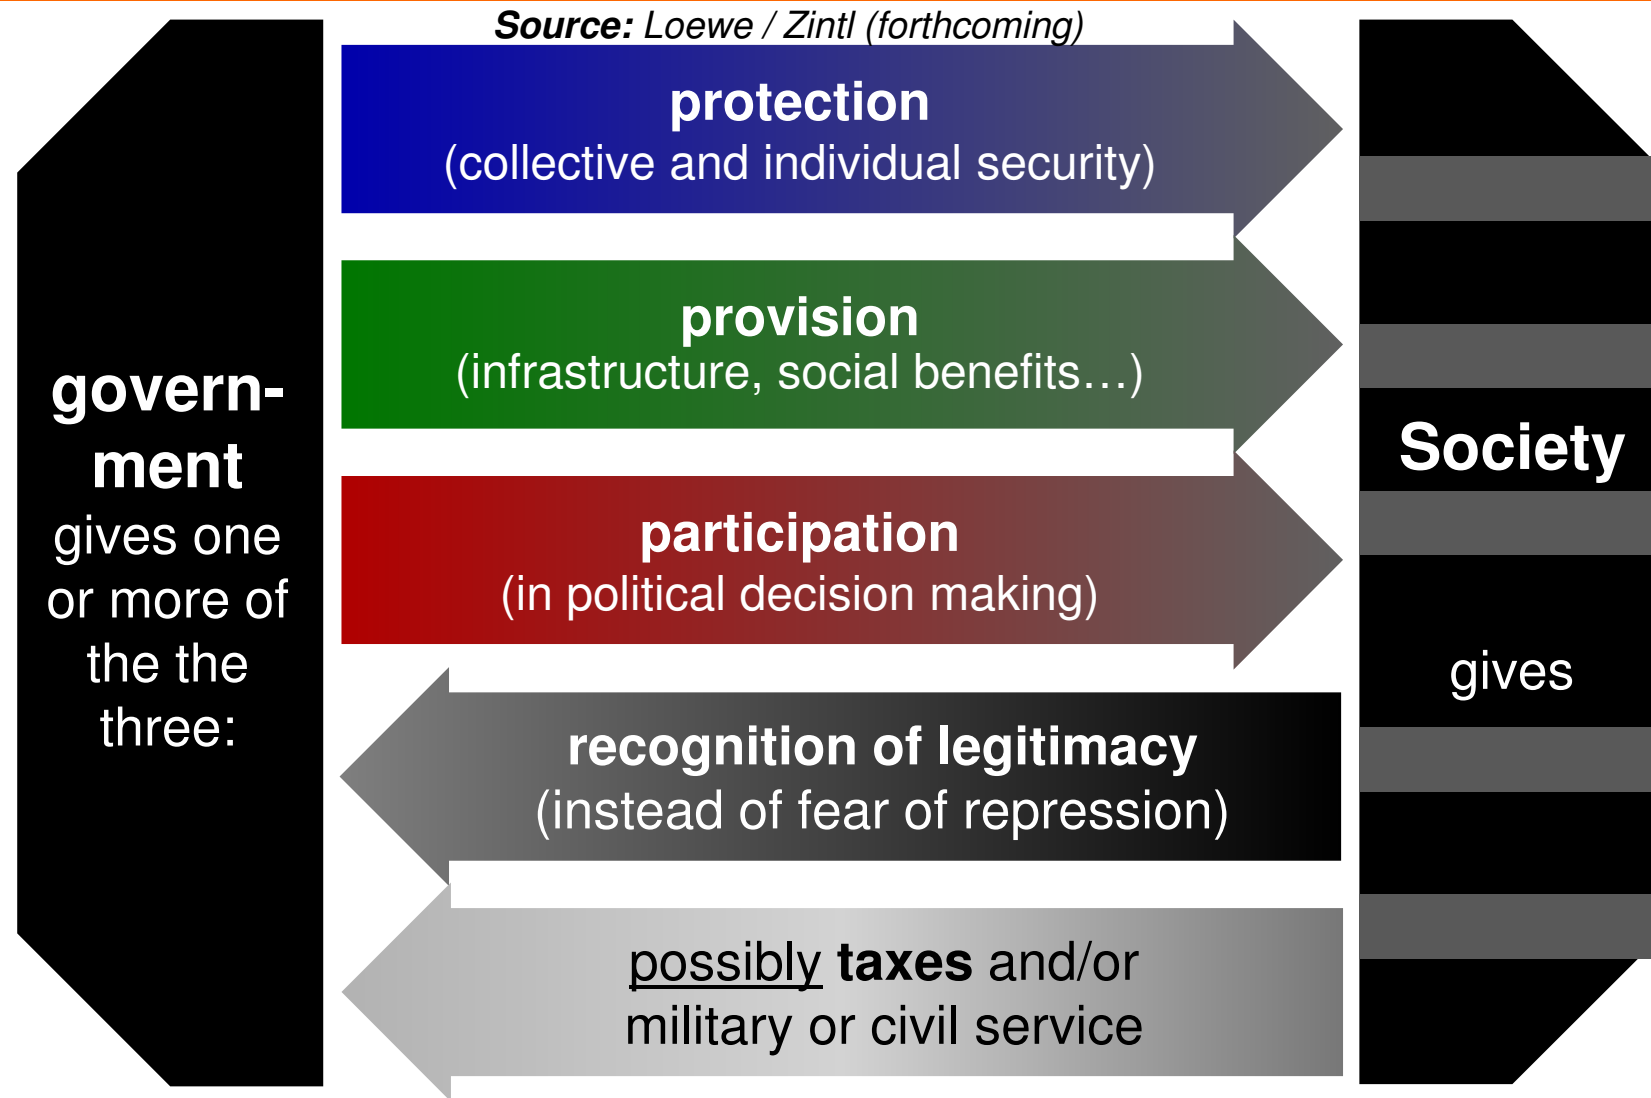 Source: Loewe / Zintl (forthcoming)
protection
(collective and individual security)
provision
(infrastructure, social benefits…)
participation
(in political decision making)
recognition of legitimacy
(instead of fear of repression)
possibly taxes and/or
military or civil service
govern-
ment
gives one
or more of
the the
three:
Society
gives